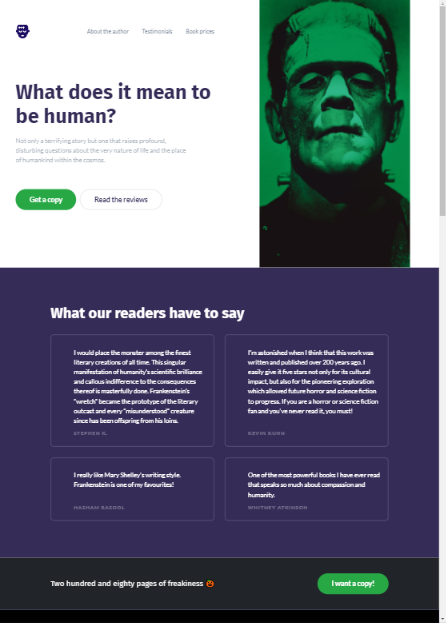 About the author
Testimonials
Book prices
What does it mean to
be human?
Not only a terrifying story but one that raises profound,
disturbing questions about the very nature of life and the place
of humankind within the cosmos.
Get a copy
Read the reviews
What our readers have to say
I would place the monster among the finest
literary creations of all time. This singular
manifestation of humanity's scientific brilliance
and callous indifference to the consequences
thereof is masterfully done. Frankenstein's
"wretch" became the prototype of the literary
outcast and every "misunderstood" creature
since has been offspring from his loins.
STEPHEN K.
I'm astonished when I think that this work was
written and published over 200 years ago. I
easily give it five stars not only for its cultural
impact, but also for the pioneering exploration
which allowed future horror and science fiction
to progress. If you are a horror or science fiction
fan and you've never read it, you must!
KEVIN KUHN
I really like Mary Shelley's writing style.
Frankenstein is one of my favourites!
HASHAM RASOOL
One of the most powerful books I have ever read
that speaks so much about compassion and
humanity.
WHITNEY ATKINSON
Two hundred and eighty pages of freakiness 🎃
I want a copy!